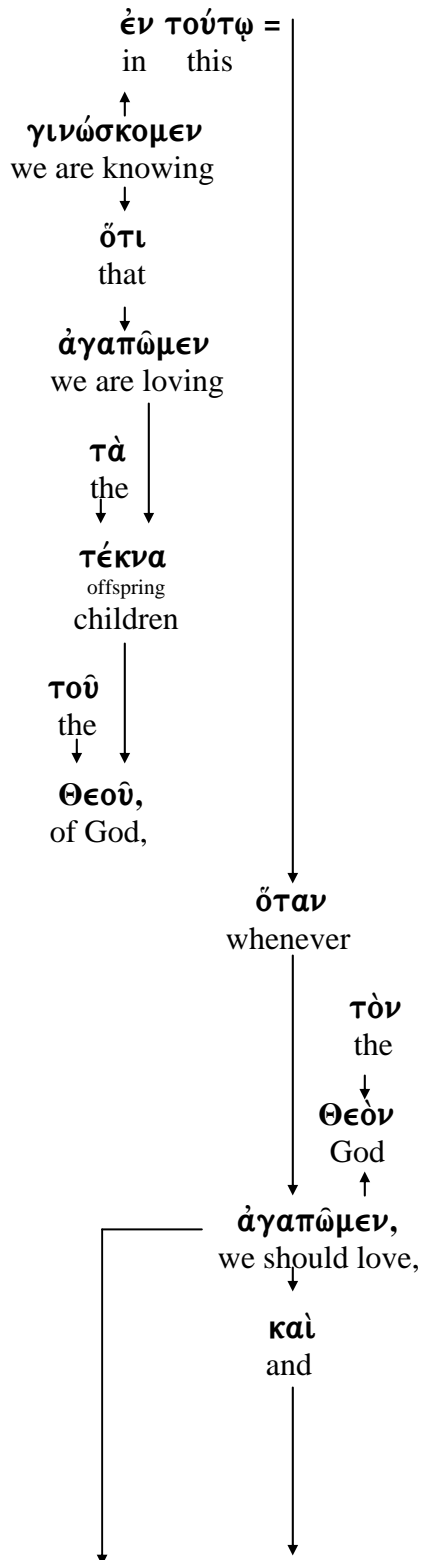 ἐν τούτῳ =
in this
γινώσκομεν
we are knowing
ὅτι
that
ἀγαπῶμεν
we are loving
τὰ
the
τέκνα
offspring
children
τοῦ
the
Θεοῦ,
of God,
ὅταν
whenever
τὸν
the
Θεὸν
God
ἀγαπῶμεν,
we should love,
καὶ
and